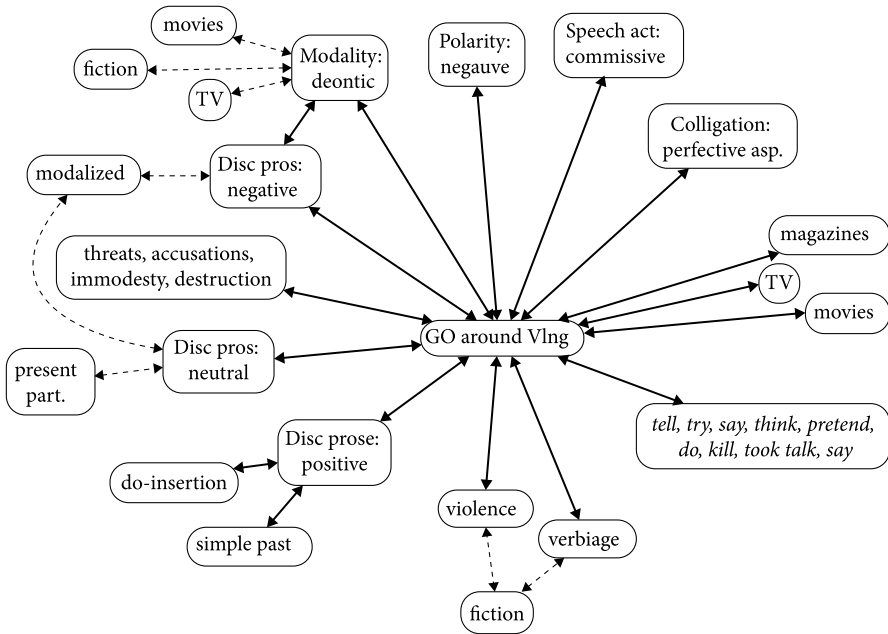 movies
fiction
TV
Modality:
deontic
Polarity:
negauve
Speech act:
commissive
Colligation:
perfective asp.
modalized
Disc pros:
negative
threats, accusations,
immodesty, destruction
magazines
TV
movies
GO around Vlng
Disc pros:
neutral
present
part.
tell, try, say, think, pretend,
do, kill, took talk, say
Disc prose:
positive
do-insertion
simple past
violence
verbiage
fiction